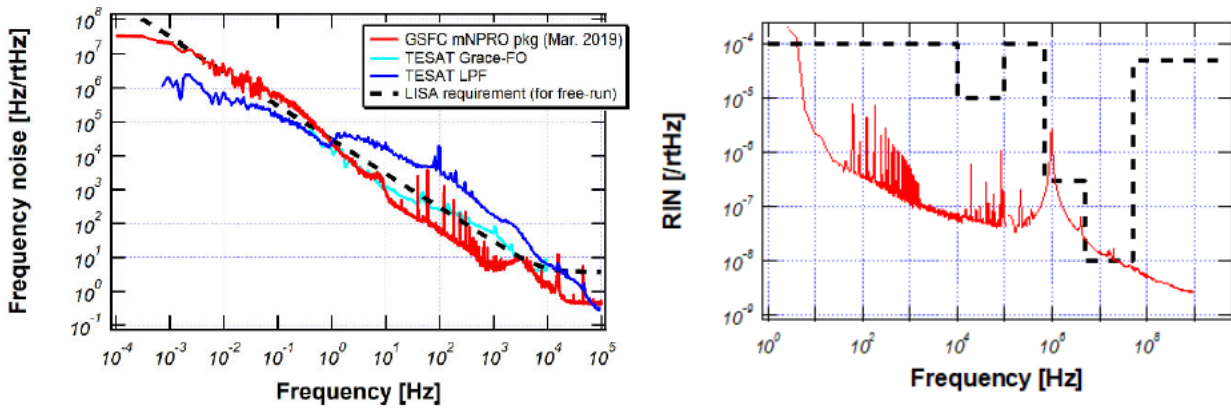 Frequency noise [Hz/rtHz]
10^8
10^7
10^6
10^5
10^4
10^3
10^2
10^1
10^0
10^-1
GSFC mNPRO pkg (Mar. 2019)
TESAT Grace-FO
TESAT LPF
LISA requirement (for free-run)
10^-4 10^-3 10^-2 10^-1 10^0 10^1 10^2 10^3 10^4 10^5
Frequency [Hz]
RIN [/rtHz]
10^-4
10^-5
10^-6
10^-7
10^-8
10^-9
10^0 10^2 10^4 10^6 10^8
Frequency [Hz]